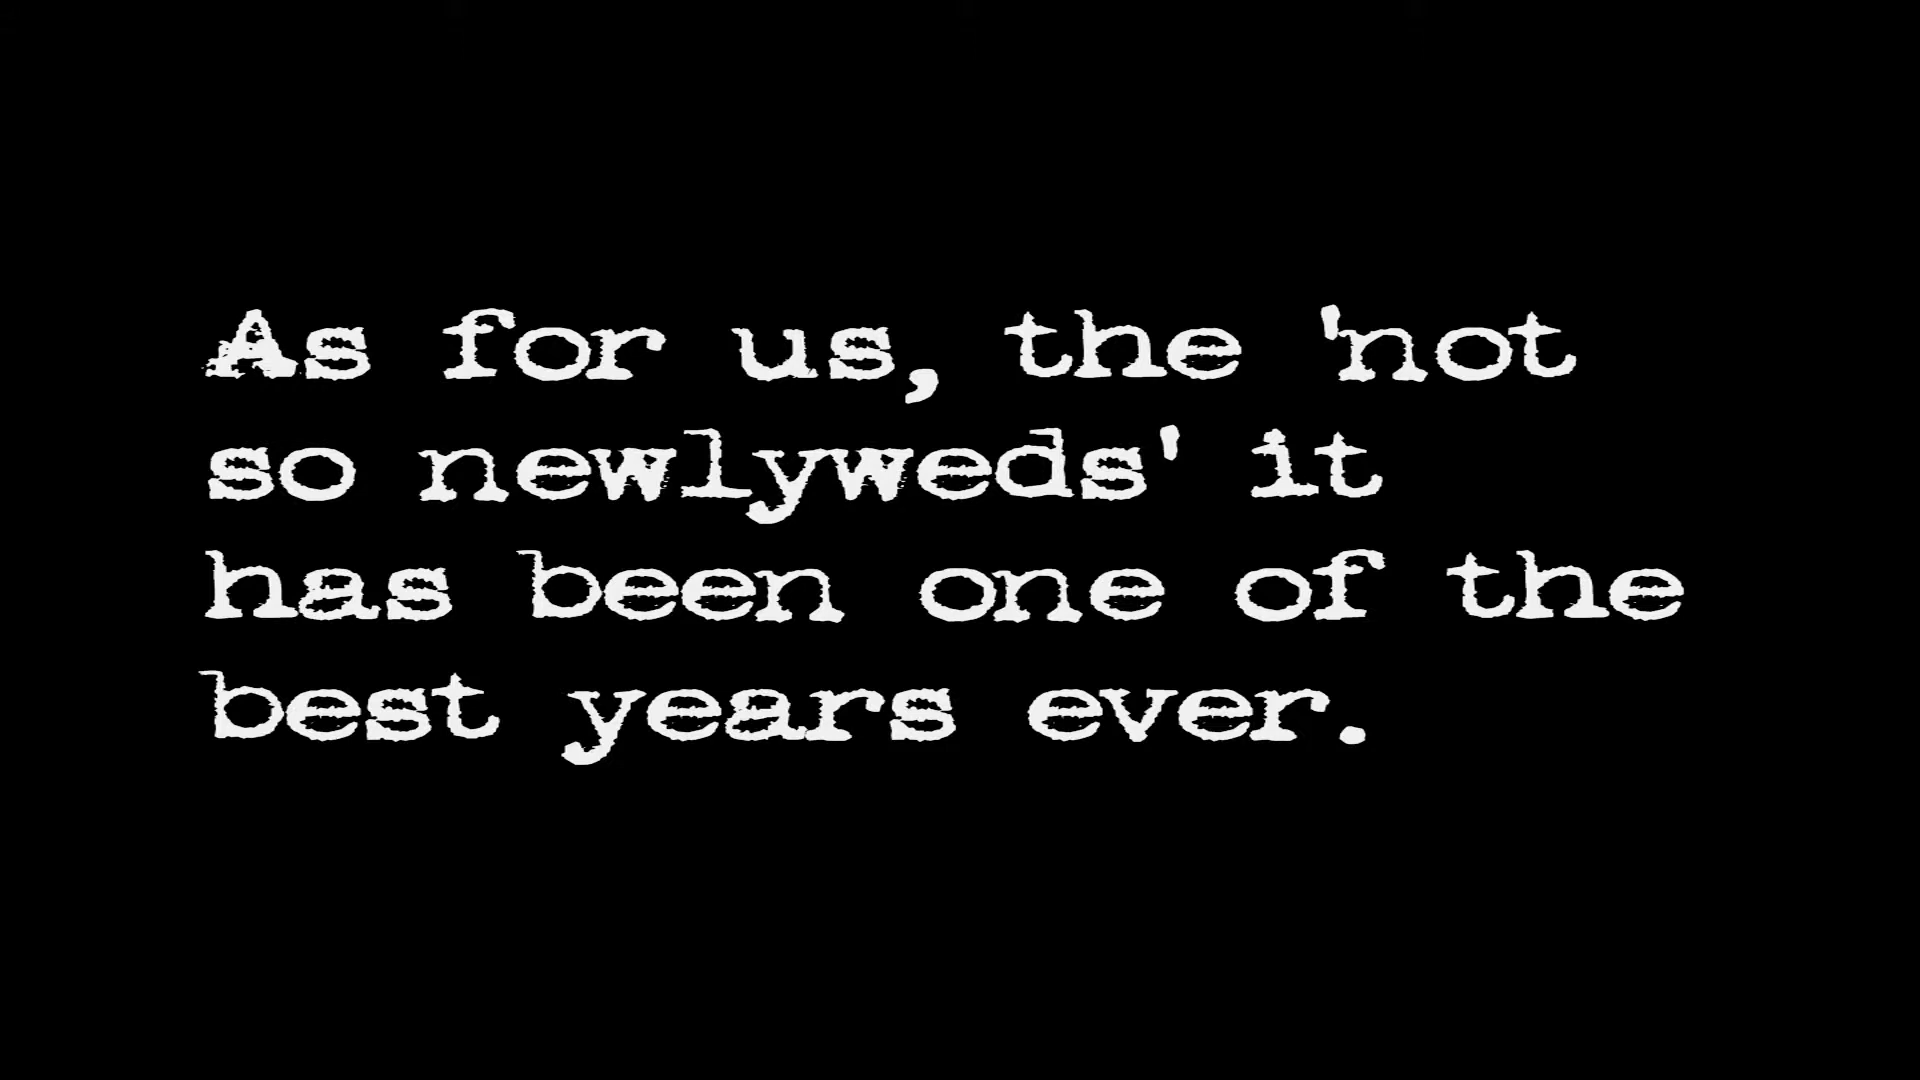 As for us, the 'not
so newlyweds' it
has been one of the
best years ever.